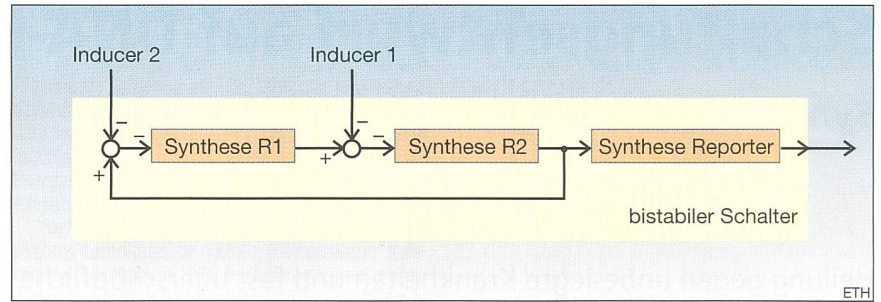 Inducer 2
Inducer 1
−
−
−
−
Synthese R1
Synthese R2
Synthese Reporter
+
+
bistabiler Schalter
ETH